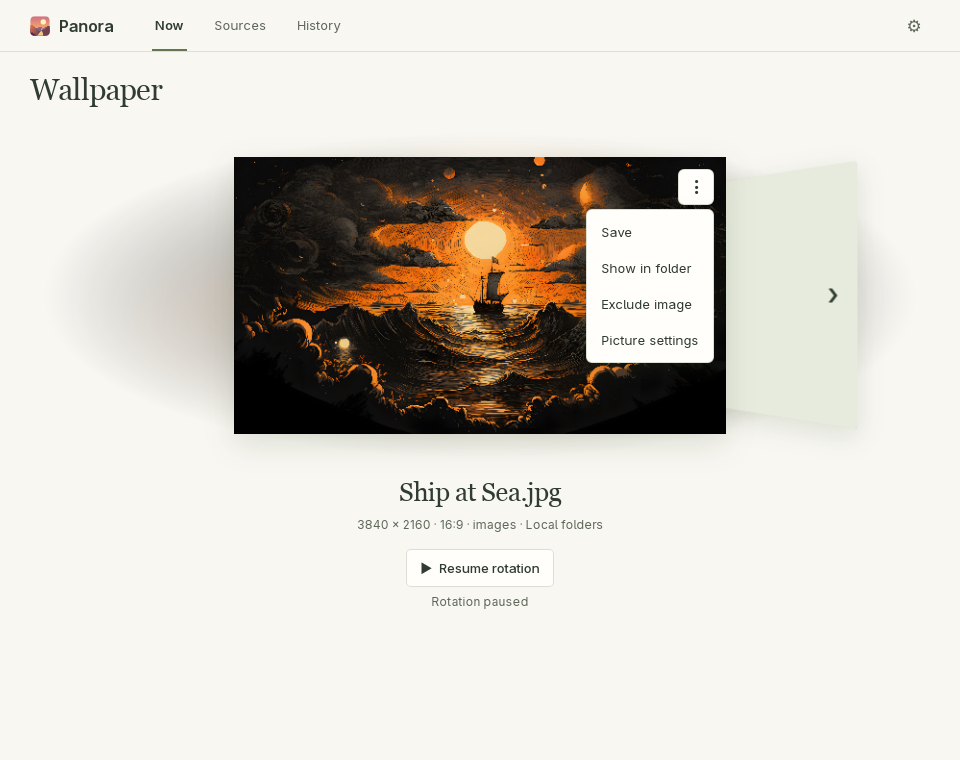 Panora
Now
Sources
History
Wallpaper
Save
Show in folder
Exclude image
Picture settings
Ship at Sea.jpg
3840 × 2160 · 16:9 · images · Local folders
Resume rotation
Rotation paused